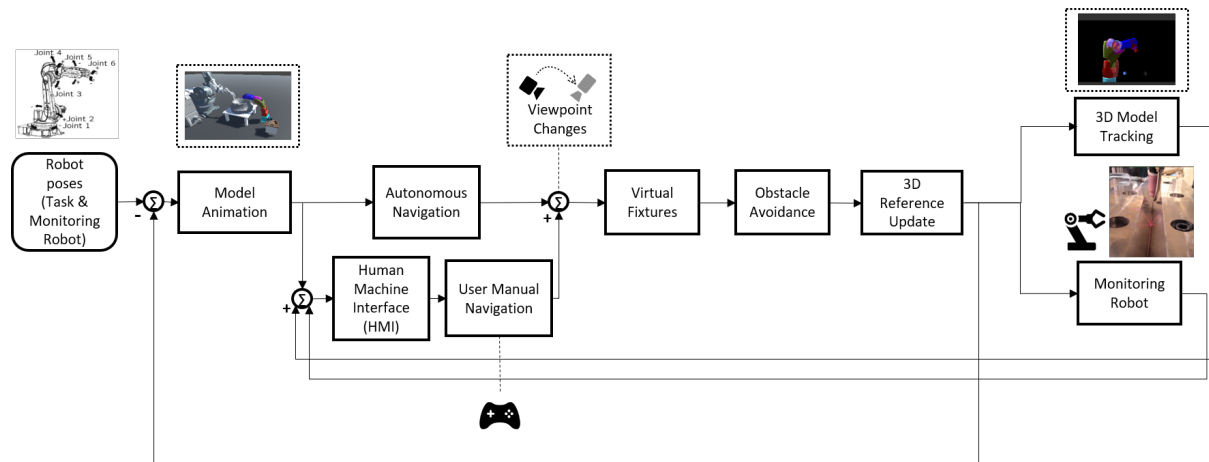 Joint 4
Joint 5
Joint 6
Joint 3
Joint 2
Joint 1
Robot
poses
(Task &
Monitoring
Robot)
-
Σ
Model
Animation
Autonomous
Navigation
Viewpoint
Changes
Σ
+
Virtual
Fixtures
Obstacle
Avoidance
3D
Reference
Update
3D Model
Tracking
Monitoring
Robot
Σ
+
Human
Machine
Interface
(HMI)
User Manual
Navigation